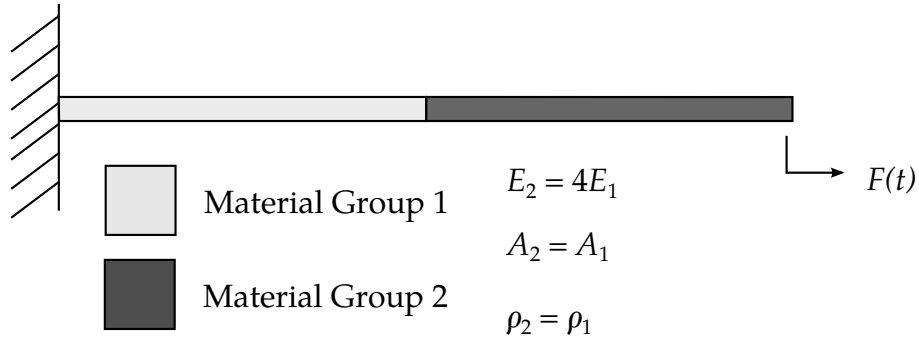 F(t)
Material Group 1
E₂ = 4E₁
A₂ = A₁
Material Group 2
ρ₂ = ρ₁